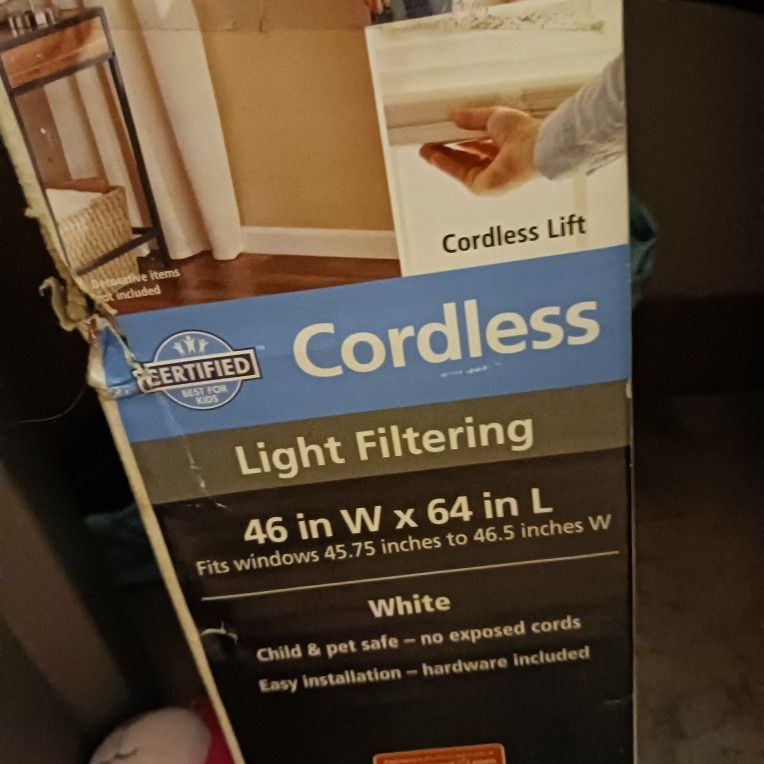 Cordless Lift
Decorative items
not included
CERTIFIED
BEST FOR
KIDS
™
Cordless
Light Filtering
46 in W x 64 in L
Fits windows 45.75 inches to 46.5 inches W
White
Child & pet safe – no exposed cords
Easy installation – hardware included